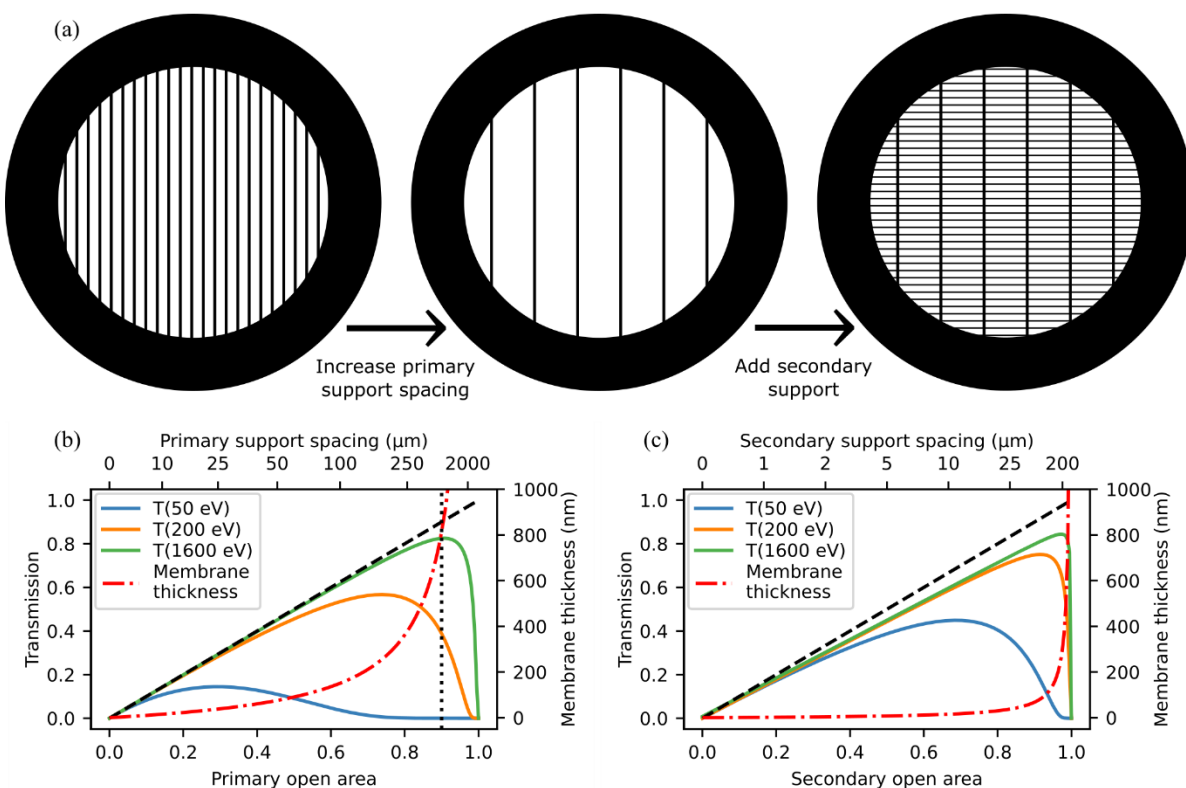 (a)
Increase primary
support spacing
Add secondary
support
(b)
Primary support spacing (μm)
0 10 25 50 100 250 2000
1.0
0.8
0.6
0.4
0.2
0.0
Transmission
T(50 eV)
T(200 eV)
T(1600 eV)
Membrane
thickness
1000
800
600
400
200
0
Membrane thickness (nm)
0.0 0.2 0.4 0.6 0.8 1.0
Primary open area
(c)
Secondary support spacing (μm)
0 1 2 5 10 25 200
1.0
0.8
0.6
0.4
0.2
0.0
Transmission
T(50 eV)
T(200 eV)
T(1600 eV)
Membrane
thickness
1000
800
600
400
200
0
Membrane thickness (nm)
0.0 0.2 0.4 0.6 0.8 1.0
Secondary open area